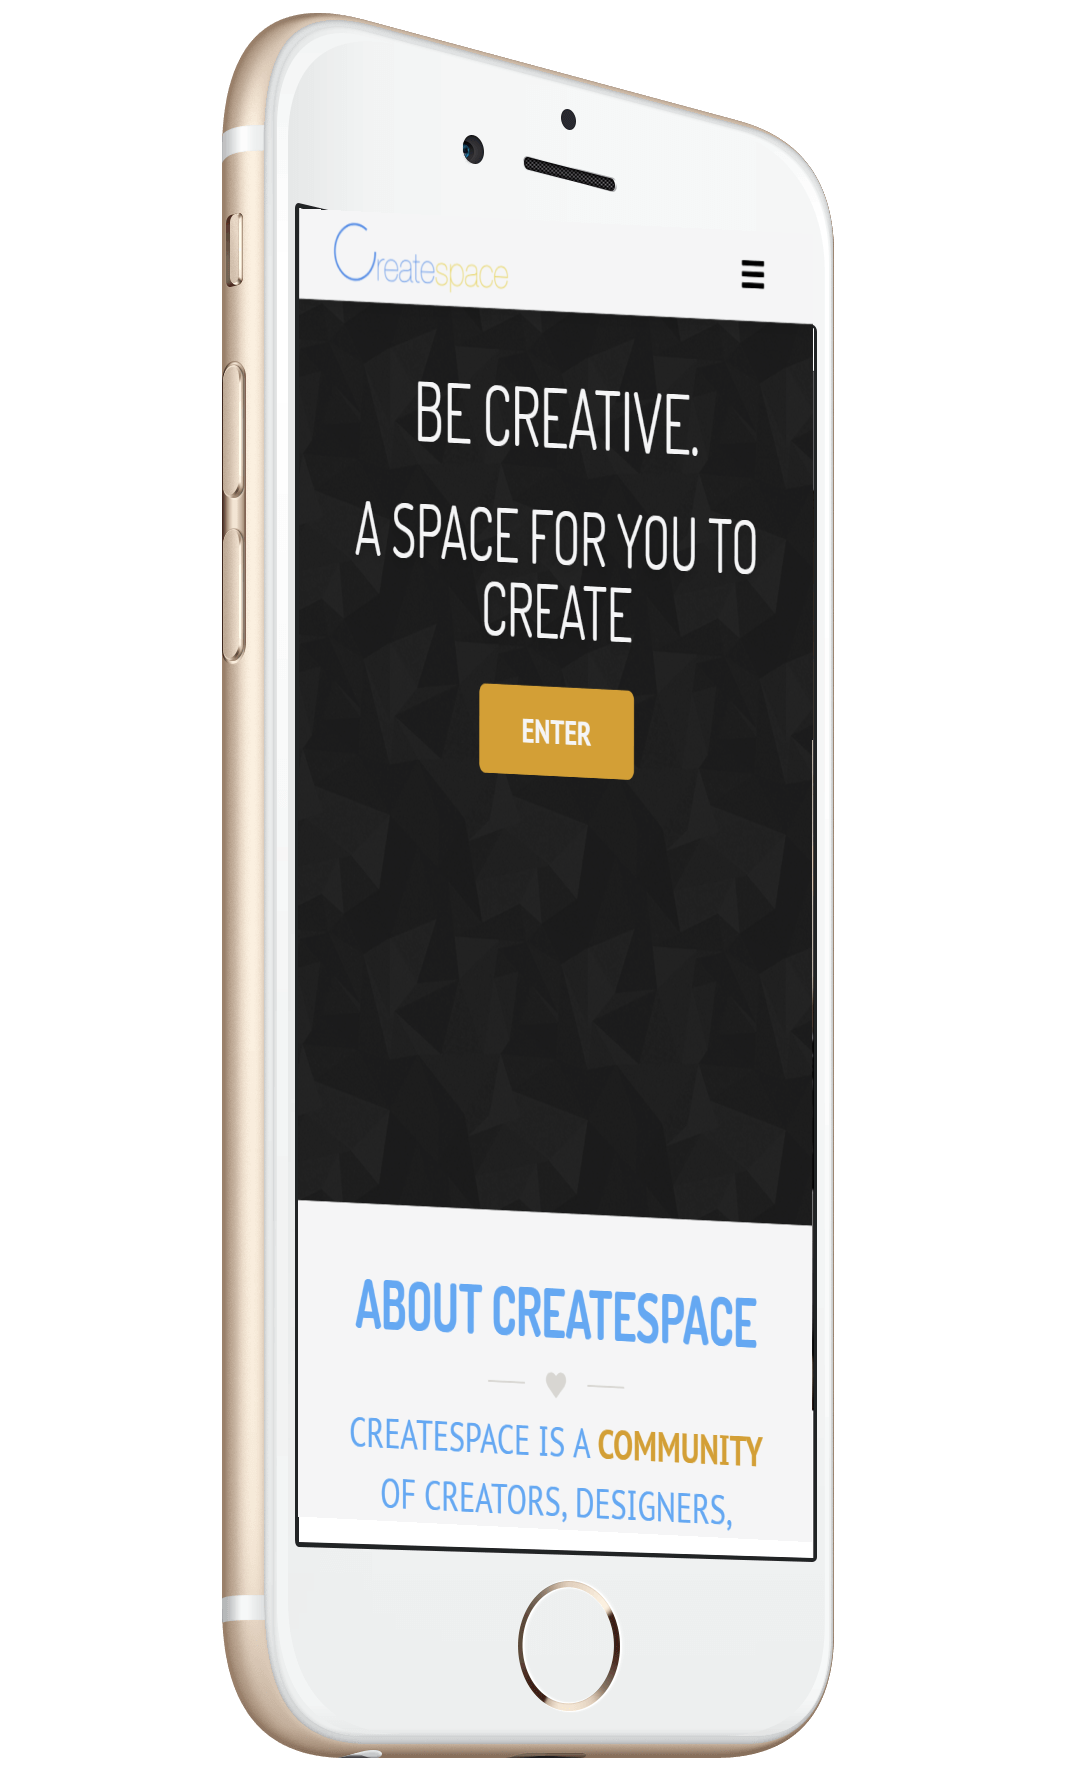 Createspace
BE CREATIVE.
A SPACE FOR YOU TO
CREATE
ENTER
ABOUT CREATESPACE
CREATESPACE IS A COMMUNITY
OF CREATORS, DESIGNERS,